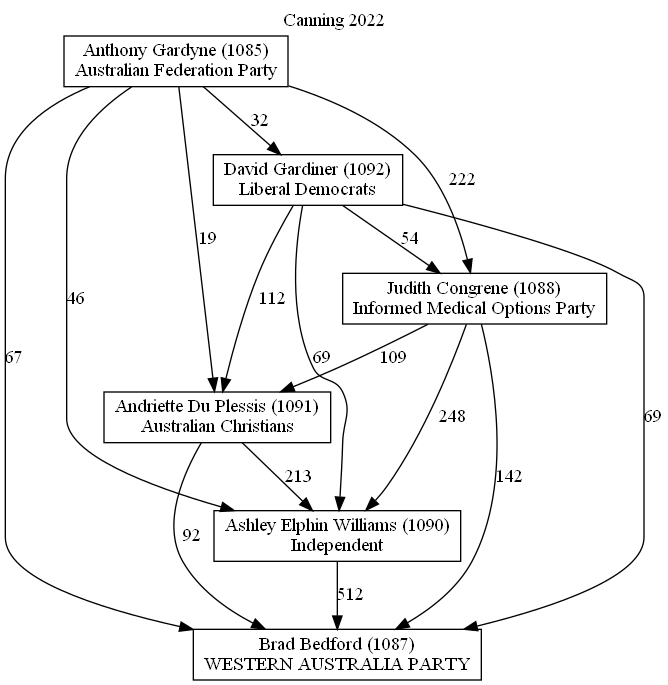 Canning 2022
Anthony Gardyne (1085)
Australian Federation Party
32
David Gardiner (1092)
Liberal Democrats
222
19
54
Judith Congrene (1088)
Informed Medical Options Party
46
112
67
69
109
Andriette Du Plessis (1091)
Australian Christians
248
69
213
142
Ashley Elphin Williams (1090)
Independent
92
512
Brad Bedford (1087)
WESTERN AUSTRALIA PARTY